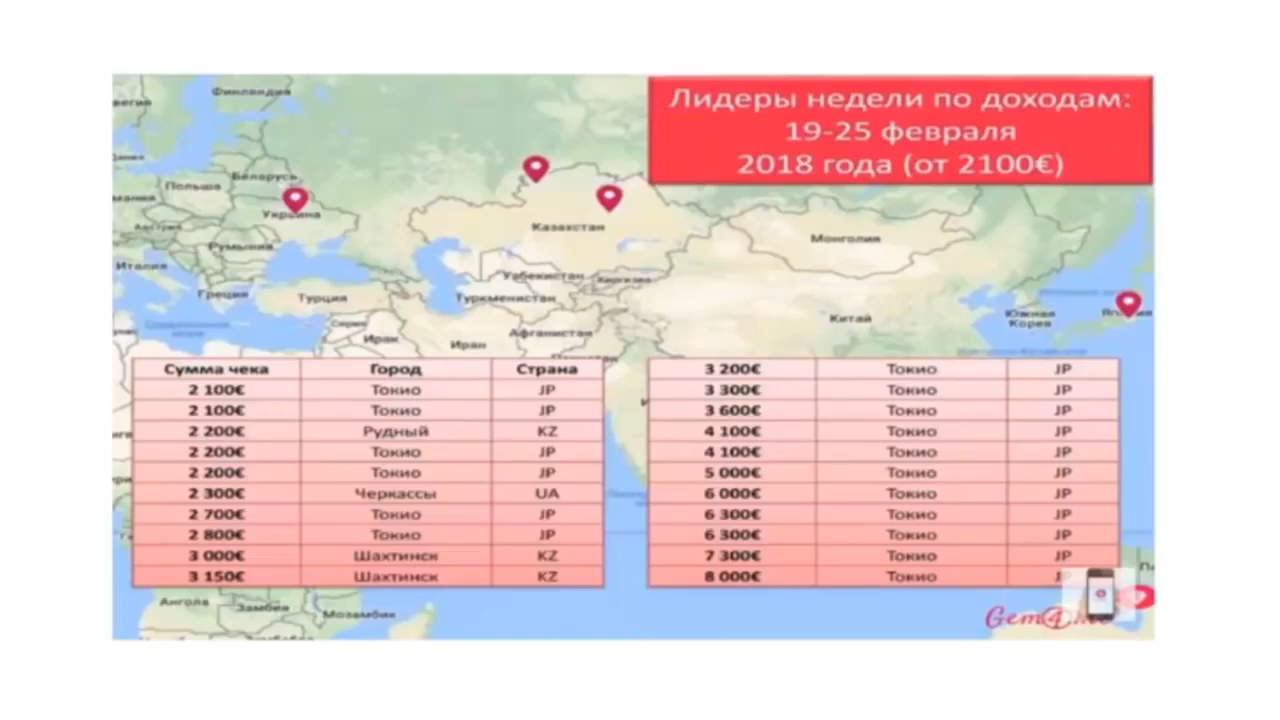 Финляндия
Лидеры недели по доходам:
19-25 февраля
2018 года (от 2100€)
Беларусь
Польша
Украина
Австрия
Казахстан
Румыния
Монголия
Италия
Узбекистан
Киргизия
Греция
Турция
Туркменистан
Сирия
Ирак
Иран
Афганистан
Китай
Южная
Корея
Сумма чека Город Страна
2 100€ Токио JP
2 100€ Токио JP
2 200€ Рудный KZ
2 200€ Токио JP
2 200€ Токио JP
2 300€ Черкассы UA
2 700€ Токио JP
2 800€ Токио JP
3 000€ Шахтинск KZ
3 150€ Шахтинск KZ
3 200€ Токио JP
3 300€ Токио JP
3 600€ Токио JP
4 100€ Токио JP
4 100€ Токио JP
5 000€ Токио JP
6 000€ Токио JP
6 300€ Токио JP
6 300€ Токио JP
7 300€ Токио JP
8 000€ Токио
Ангола
Замбия
Мозамбик
Gem4.me